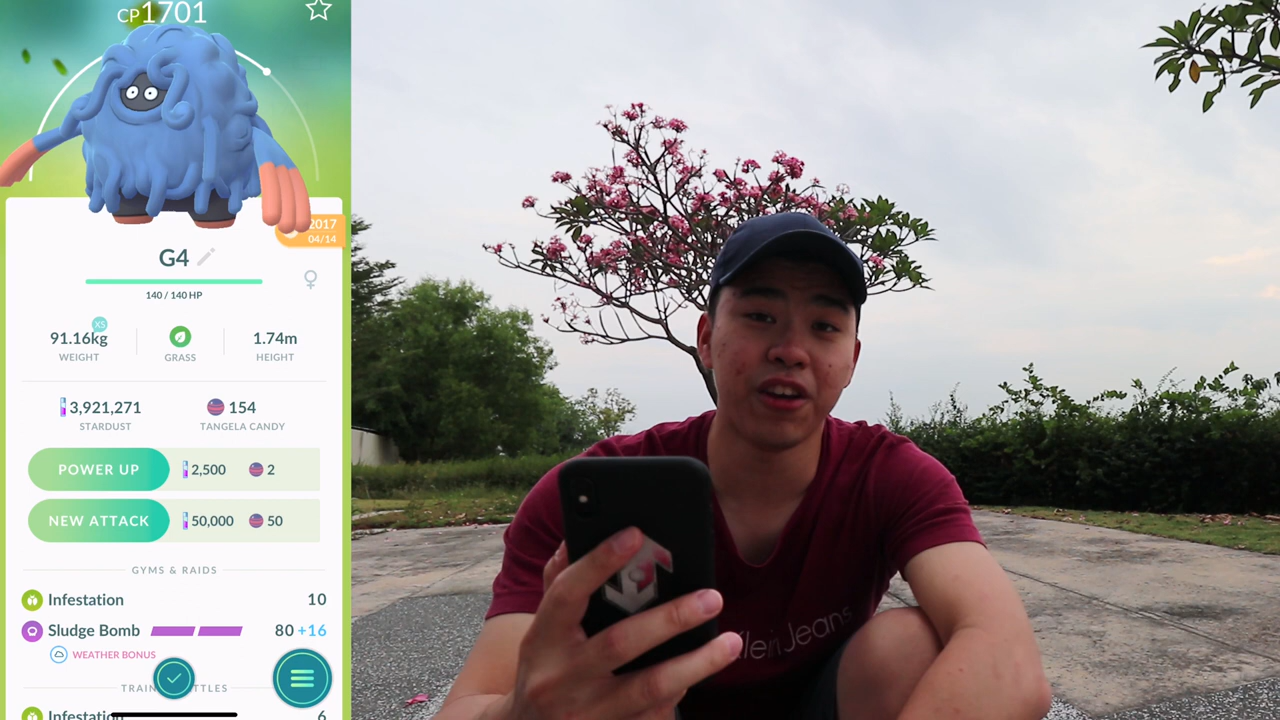 CP1701
2017
04/14
G4
140 / 140 HP
XS
91.16kg
1.74m
WEIGHT
GRASS
HEIGHT
3,921,271
154
STARDUST
TANGELA CANDY
POWER UP
2,500
2
NEW ATTACK
50,000
50
GYMS & RAIDS
Infestation
10
Sludge Bomb
80 +16
WEATHER BONUS
6
Jeans